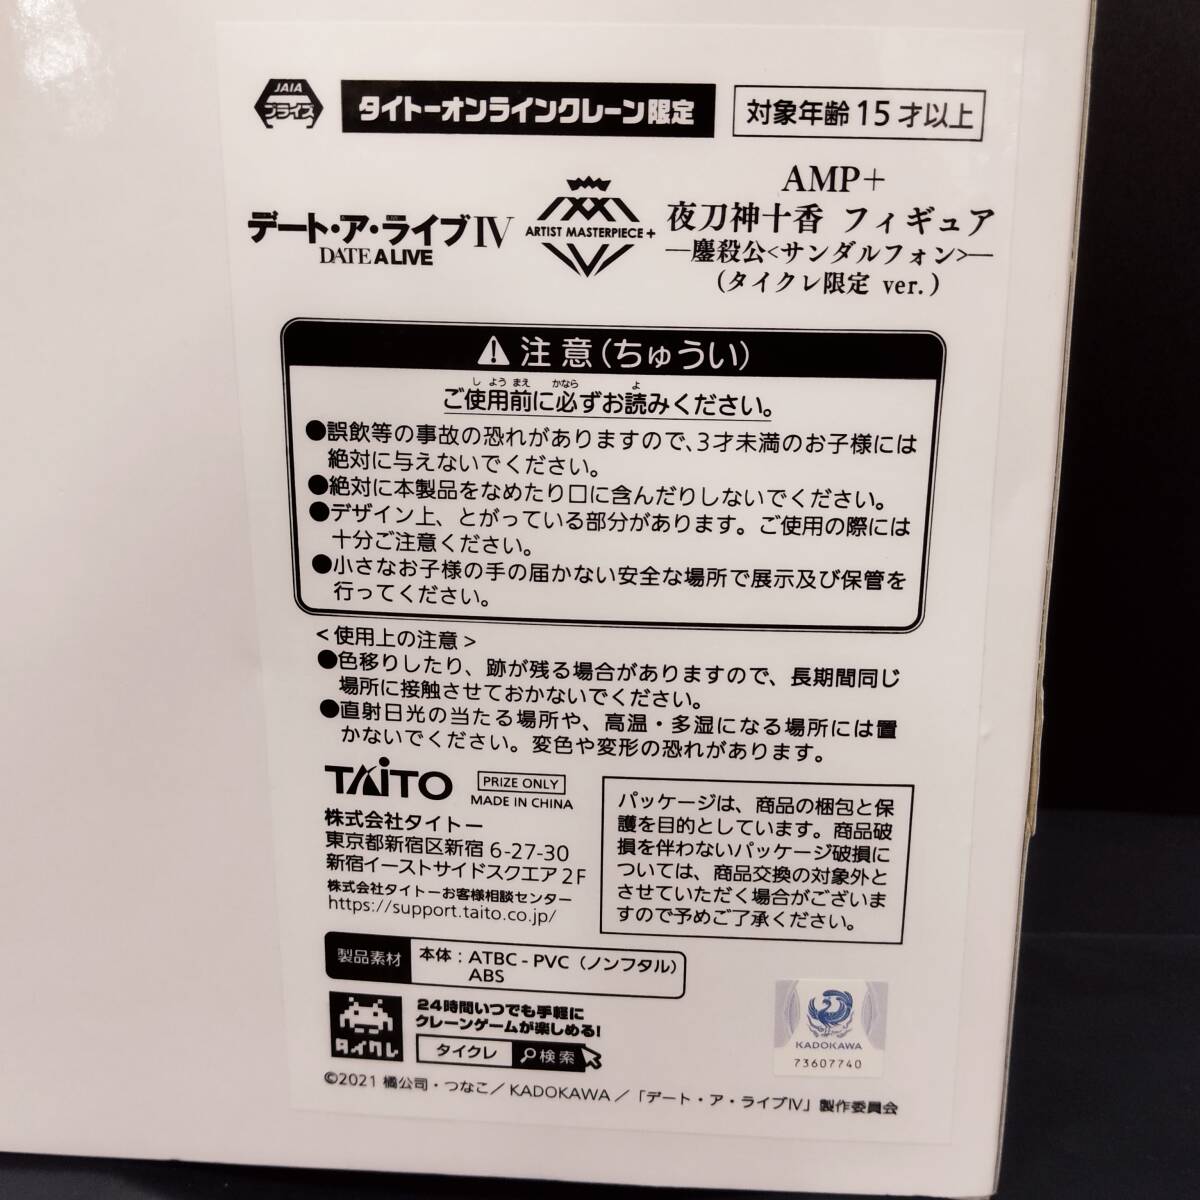 JAIA
プライズ
タイトーオンラインクレーン限定
対象年齢15才以上
デート・ア・ライブIV
DATE A LIVE
ARTIST MASTERPIECE+
AMP+
夜刀神十香 フィギュア
―鏖殺公<サンダルフォン>―
(タイクレ限定 ver.)
注意(ちゅうい)
し よう まえ かなら よ
ご使用前に必ずお読みください。
●誤飲等の事故の恐れがありますので、3才未満のお子様には
絶対に与えないでください。
●絶対に本製品をなめたり口に含んだりしないでください。
●デザイン上、とがっている部分があります。ご使用の際には
十分ご注意ください。
●小さなお子様の手の届かない安全な場所で展示及び保管を
行ってください。
<使用上の注意>
●色移りしたり、跡が残る場合がありますので、長期間同じ
場所に接触させておかないでください。
●直射日光の当たる場所や、高温・多湿になる場所には置
かないでください。変色や変形の恐れがあります。
TAITO
PRIZE ONLY
MADE IN CHINA
株式会社タイトー
東京都新宿区新宿 6-27-30
新宿イーストサイドスクエア 2F
株式会社タイトーお客様相談センター
https://support.taito.co.jp/
パッケージは、商品の梱包と保
護を目的としています。商品破
損を伴わないパッケージ破損に
ついては、商品交換の対象外と
させていただく場合がございま
すので予めご了承ください。
製品素材
本体：ATBC-PVC（ノンフタル）
ABS
タイクレ
24時間いつでも手軽に
クレーンゲームが楽しめる!
タイクレ 検索
KADOKAWA
73607740
©2021 橘公司・つなこ／KADOKAWA／「デート・ア・ライブIV」製作委員会